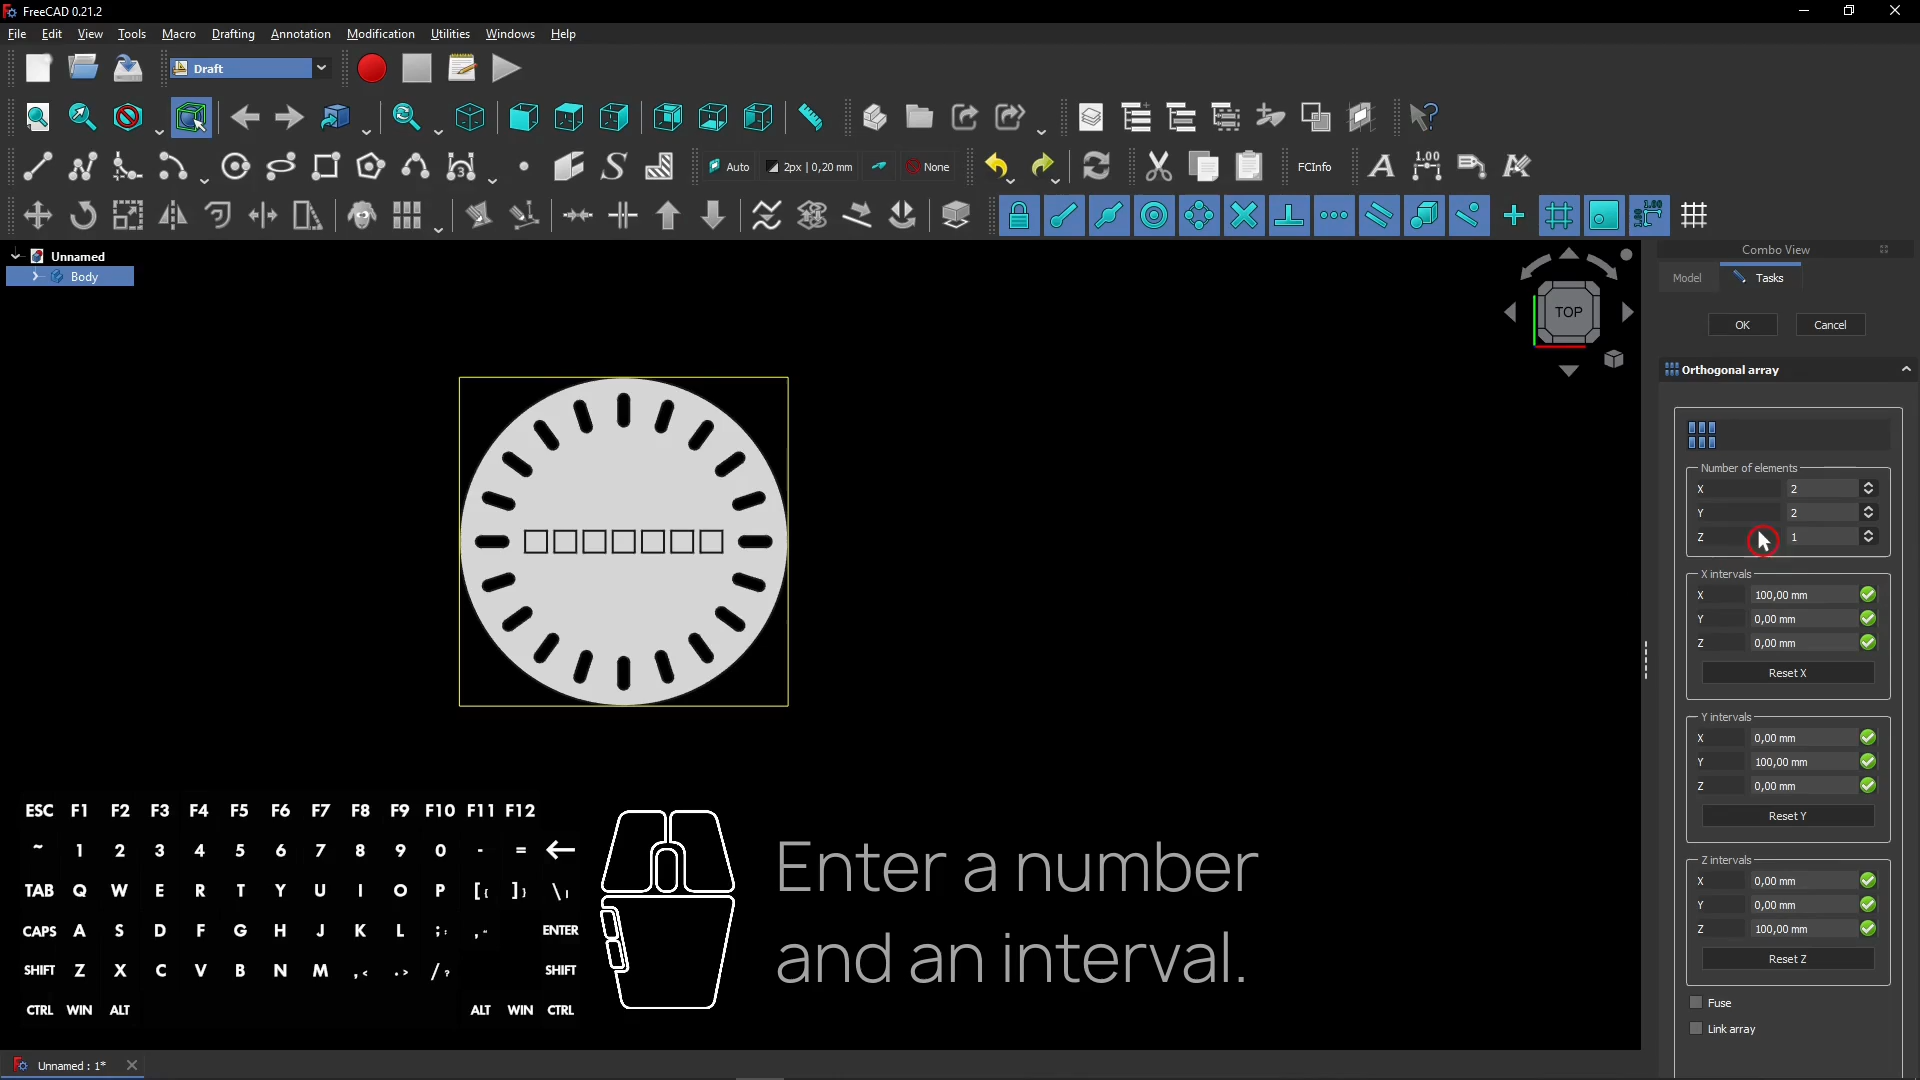 FreeCAD 0.21.2
File Edit View Tools Macro Drafting Annotation Modification Utilities Windows Help
Draft
Auto 2px | 0,20 mm None FCInfo A 1.00
1.00
Unnamed
Body
Combo View
Model Tasks
TOP
OK Cancel
Orthogonal array
Number of elements
X 2
Y 2
Z 1
X intervals
X 100,00 mm
Y 0,00 mm
Z 0,00 mm
Reset X
Y intervals
X 0,00 mm
Y 100,00 mm
Z 0,00 mm
Reset Y
Z intervals
X 0,00 mm
Y 0,00 mm
Z 100,00 mm
Reset Z
Fuse
Link array
ESC F1 F2 F3 F4 F5 F6 F7 F8 F9 F10 F11 F12
~ 1 2 3 4 5 6 7 8 9 0 - = ←
TAB Q W E R T Y U I O P [{ ]} \|
CAPS A S D F G H J K L ;: ,“ ENTER
SHIFT Z X C V B N M ,< .> /? SHIFT
CTRL WIN ALT ALT WIN CTRL
Enter a number
and an interval.
Unnamed : 1*